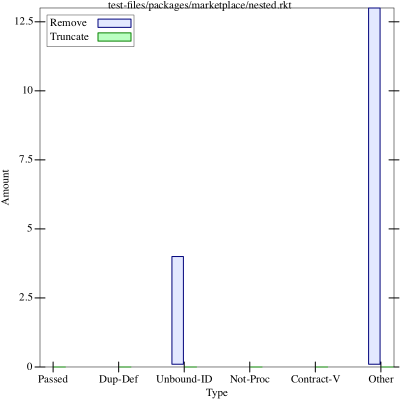 test-files/packages/marketplace/nested.rkt
Remove
Truncate
12.5
10
7.5
5
2.5
0
Amount
Passed Dup-Def Unbound-ID Not-Proc Contract-V Other
Type